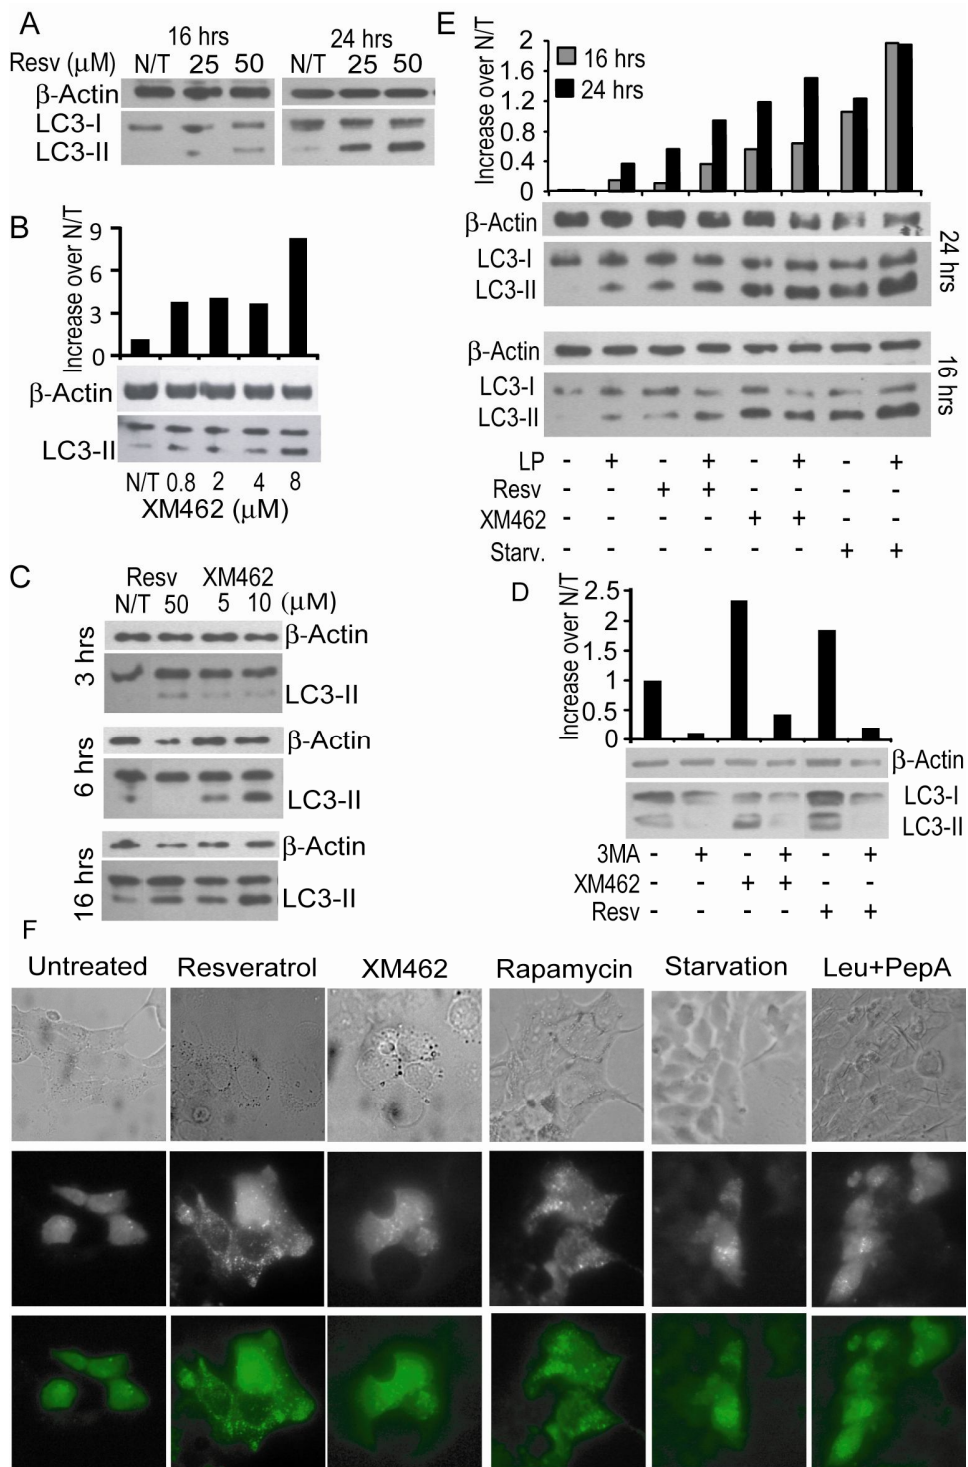 A
16 hrs
24 hrs
Resv (μM) N/T 25 50 N/T 25 50
β-Actin
LC3-I
LC3-II
B
Increase over N/T
9
6
3
0
β-Actin
LC3-II
N/T 0.8 2 4 8
XM462 (μM)
C
Resv XM462
N/T 50 5 10 (μM)
3 hrs
β-Actin
LC3-II
6 hrs
β-Actin
LC3-II
16 hrs
β-Actin
LC3-II
E
Increase over N/T
2
1.6
1.2
0.8
0.4
0
16 hrs
24 hrs
β-Actin
LC3-I
LC3-II
24 hrs
β-Actin
LC3-I
LC3-II
16 hrs
LP - + - + - + - +
Resv - - + + - - - -
XM462 - - - - + + - -
Starv. - - - - - - + +
D
Increase over N/T
2.5
2
1.5
1
0.5
0
β-Actin
LC3-I
LC3-II
3MA - + - + - +
XM462 - - + + - -
Resv - - - - + +
F
Untreated Resveratrol XM462 Rapamycin Starvation Leu+PepA